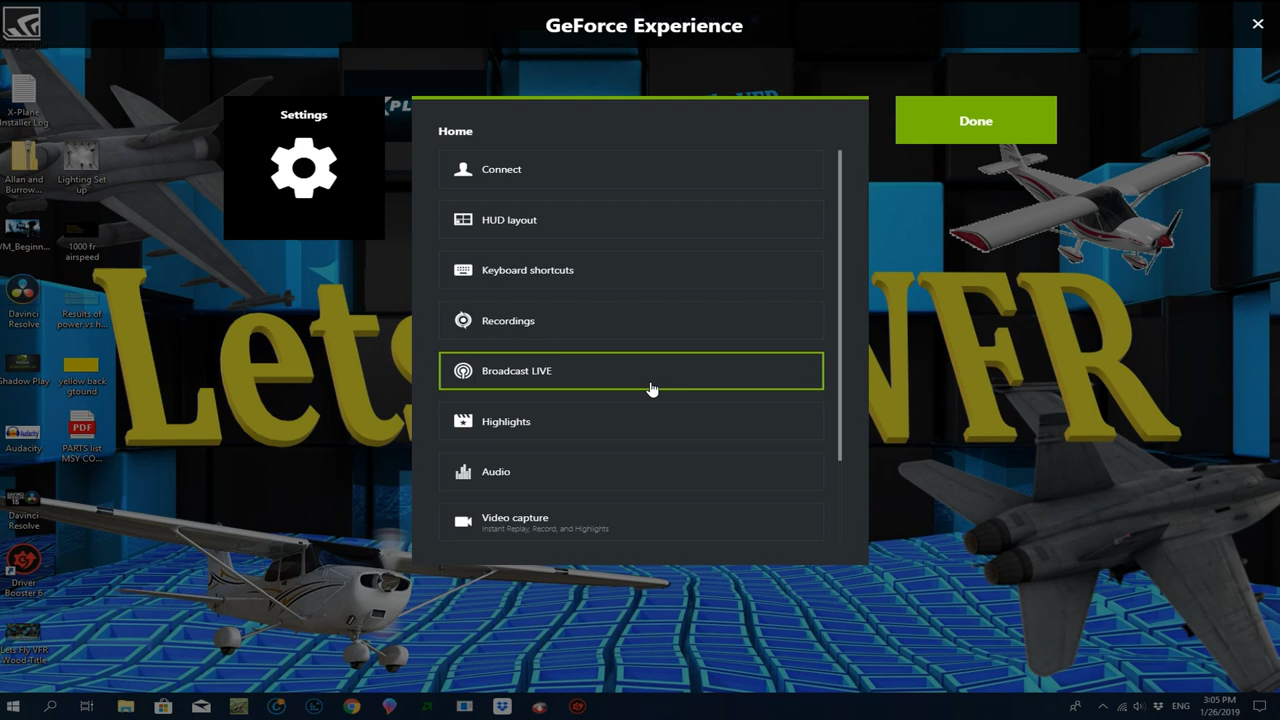 GeForce Experience
Settings
Done
Home
Connect
HUD layout
Keyboard shortcuts
Recordings
Broadcast LIVE
Highlights
Audio
Video capture
Instant Replay, Record, and Highlights
X-Plane
Installer Log
Allan and
Burrow...
Lighting Set
up
VM_Beginn...
1000 fr
airspeed
Davinci
Resolve
Results of
power vs.h...
Shadow Play
yellow back
gtound
Audacity
PDF
PARTS list
MSY CO...
Davinci
Resolve
Driver
Booster 6
Lets Fly VFR
Wood Title
Lets
VFR
ENG
3:05 PM
1/26/2019